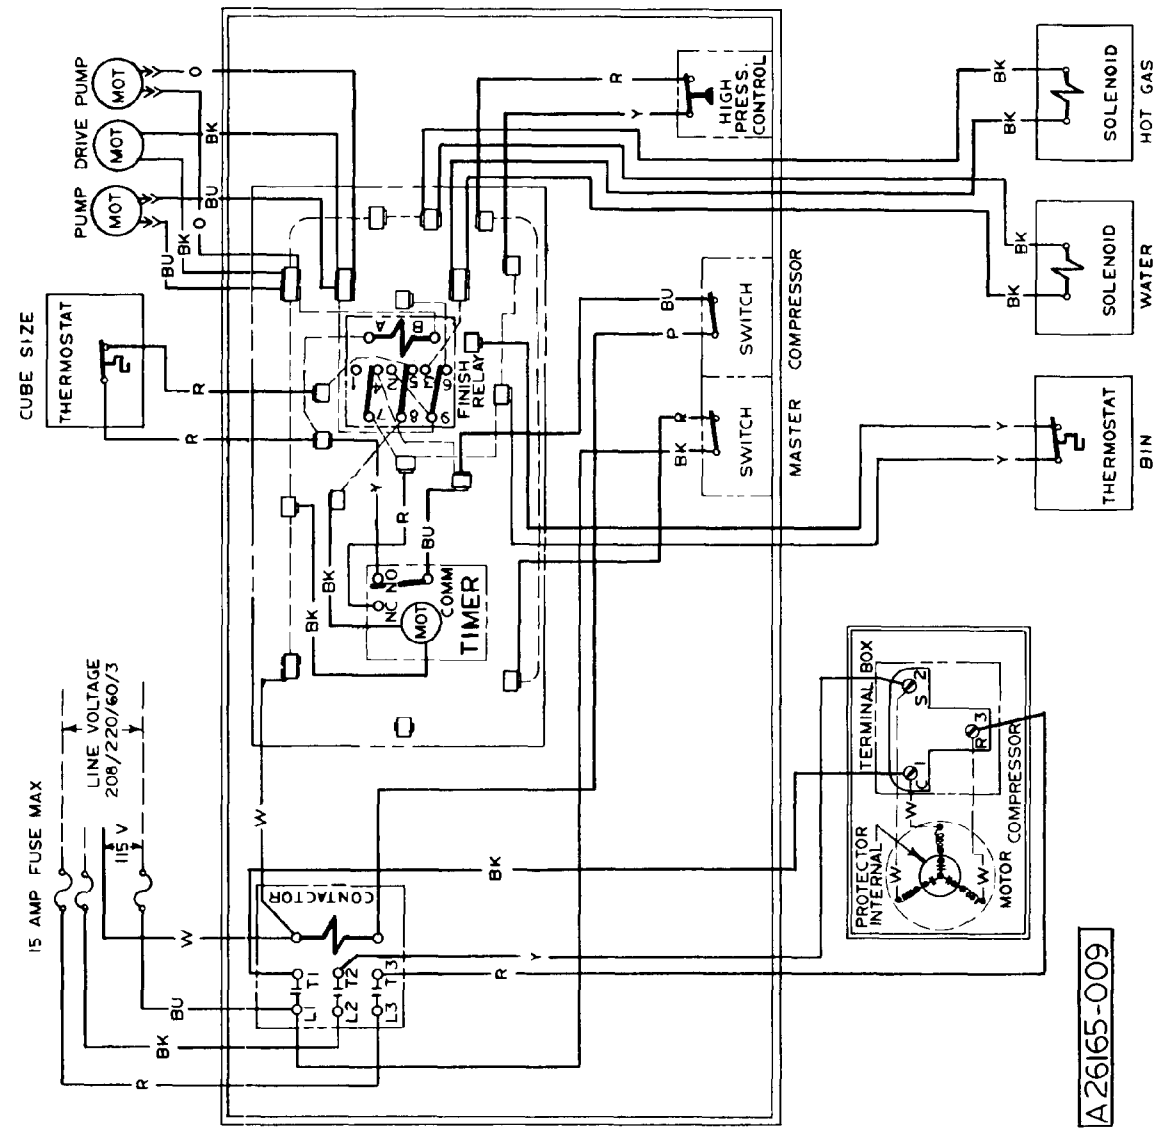 PUMP
MOT
O
DRIVE
MOT
BK
PUMP
MOT
BU
O
BK
BU
CUBE SIZE
THERMOSTAT
R
R
HIGH
PRESS.
CONTROL
R
Y
SOLENOID
HOT GAS
BK
BK
SOLENOID
WATER
BK
BK
THERMOSTAT
BIN
Y
Y
SWITCH
COMPRESSOR
BU
P
SWITCH
MASTER
R
BK
A
B
1
4
2
5
3
6
7
8
9
FINISH
RELAY
Y
R
BU
BK
BK
NO
NC
COMM
MOT
TIMER
LINE VOLTAGE
208/220/60/3
115 V
15 AMP FUSE MAX
W
W
BU
BK
R
CONTACTOR
T1
T2
T3
L1
L2
L3
BK
Y
R
TERMINAL BOX
S
2
3
R
1
C
W
W
W
PROTECTOR
INTERNAL
MOTOR
COMPRESSOR
A26165-009